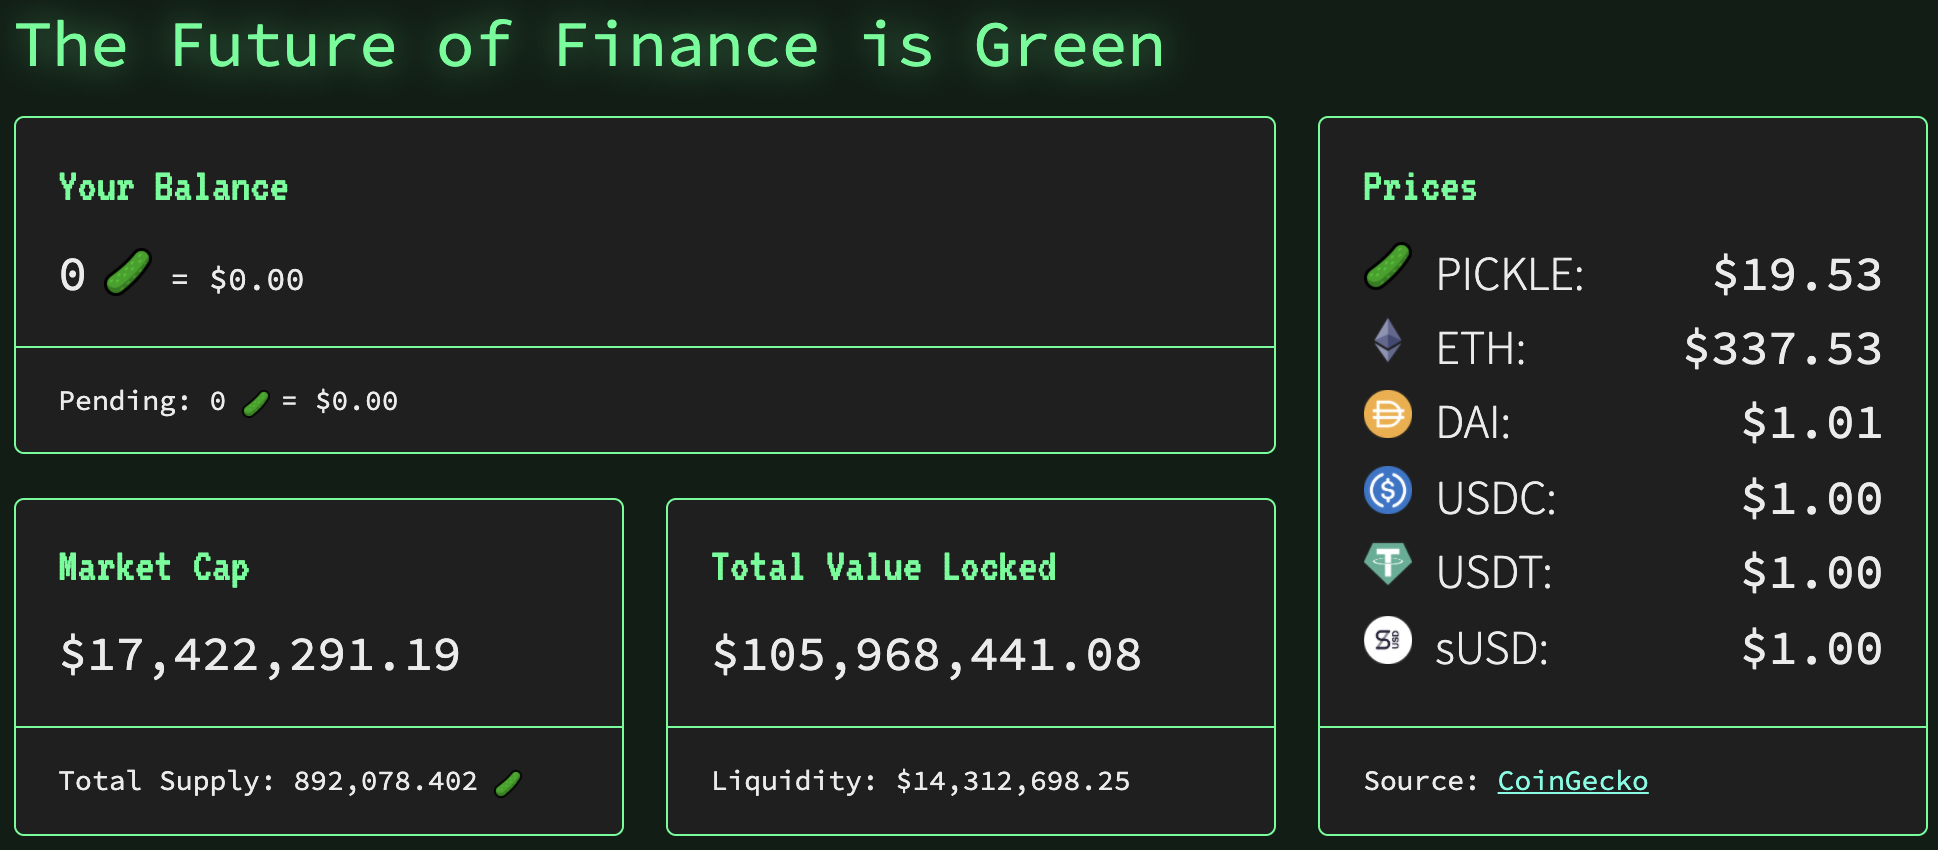 The Future of Finance is Green
Your Balance
0 = $0.00
Pending: 0 = $0.00
Market Cap
$17,422,291.19
Total Supply: 892,078.402
Total Value Locked
$105,968,441.08
Liquidity: $14,312,698.25
Prices
PICKLE: $19.53
ETH: $337.53
DAI: $1.01
USDC: $1.00
USDT: $1.00
sUSD: $1.00
Source: CoinGecko